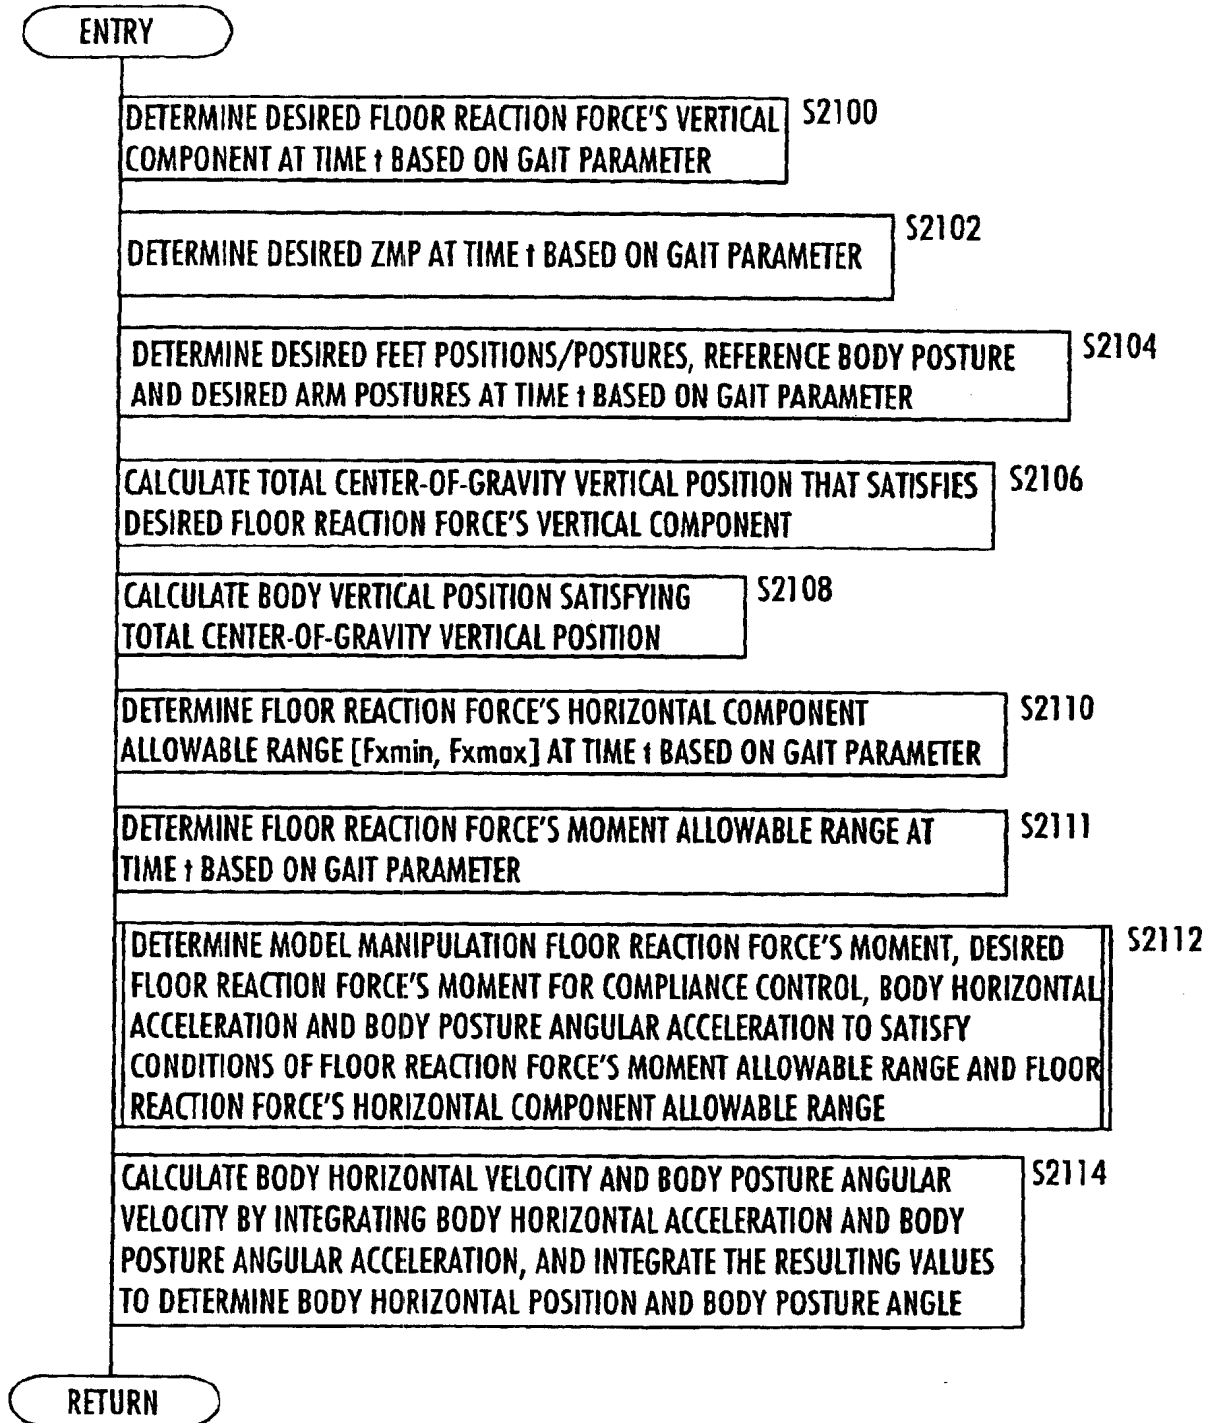 ENTRY
DETERMINE DESIRED FLOOR REACTION FORCE'S VERTICAL
COMPONENT AT TIME t BASED ON GAIT PARAMETER
S2100
DETERMINE DESIRED ZMP AT TIME t BASED ON GAIT PARAMETER
S2102
DETERMINE DESIRED FEET POSITIONS/POSTURES, REFERENCE BODY POSTURE
AND DESIRED ARM POSTURES AT TIME t BASED ON GAIT PARAMETER
S2104
CALCULATE TOTAL CENTER-OF-GRAVITY VERTICAL POSITION THAT SATISFIES
DESIRED FLOOR REACTION FORCE'S VERTICAL COMPONENT
S2106
CALCULATE BODY VERTICAL POSITION SATISFYING
TOTAL CENTER-OF-GRAVITY VERTICAL POSITION
S2108
DETERMINE FLOOR REACTION FORCE'S HORIZONTAL COMPONENT
ALLOWABLE RANGE [Fxmin, Fxmax] AT TIME t BASED ON GAIT PARAMETER
S2110
DETERMINE FLOOR REACTION FORCE'S MOMENT ALLOWABLE RANGE AT
TIME t BASED ON GAIT PARAMETER
S2111
DETERMINE MODEL MANIPULATION FLOOR REACTION FORCE'S MOMENT, DESIRED
FLOOR REACTION FORCE'S MOMENT FOR COMPLIANCE CONTROL, BODY HORIZONTAL
ACCELERATION AND BODY POSTURE ANGULAR ACCELERATION TO SATISFY
CONDITIONS OF FLOOR REACTION FORCE'S MOMENT ALLOWABLE RANGE AND FLOOR
REACTION FORCE'S HORIZONTAL COMPONENT ALLOWABLE RANGE
S2112
CALCULATE BODY HORIZONTAL VELOCITY AND BODY POSTURE ANGULAR
VELOCITY BY INTEGRATING BODY HORIZONTAL ACCELERATION AND BODY
POSTURE ANGULAR ACCELERATION, AND INTEGRATE THE RESULTING VALUES
TO DETERMINE BODY HORIZONTAL POSITION AND BODY POSTURE ANGLE
S2114
RETURN